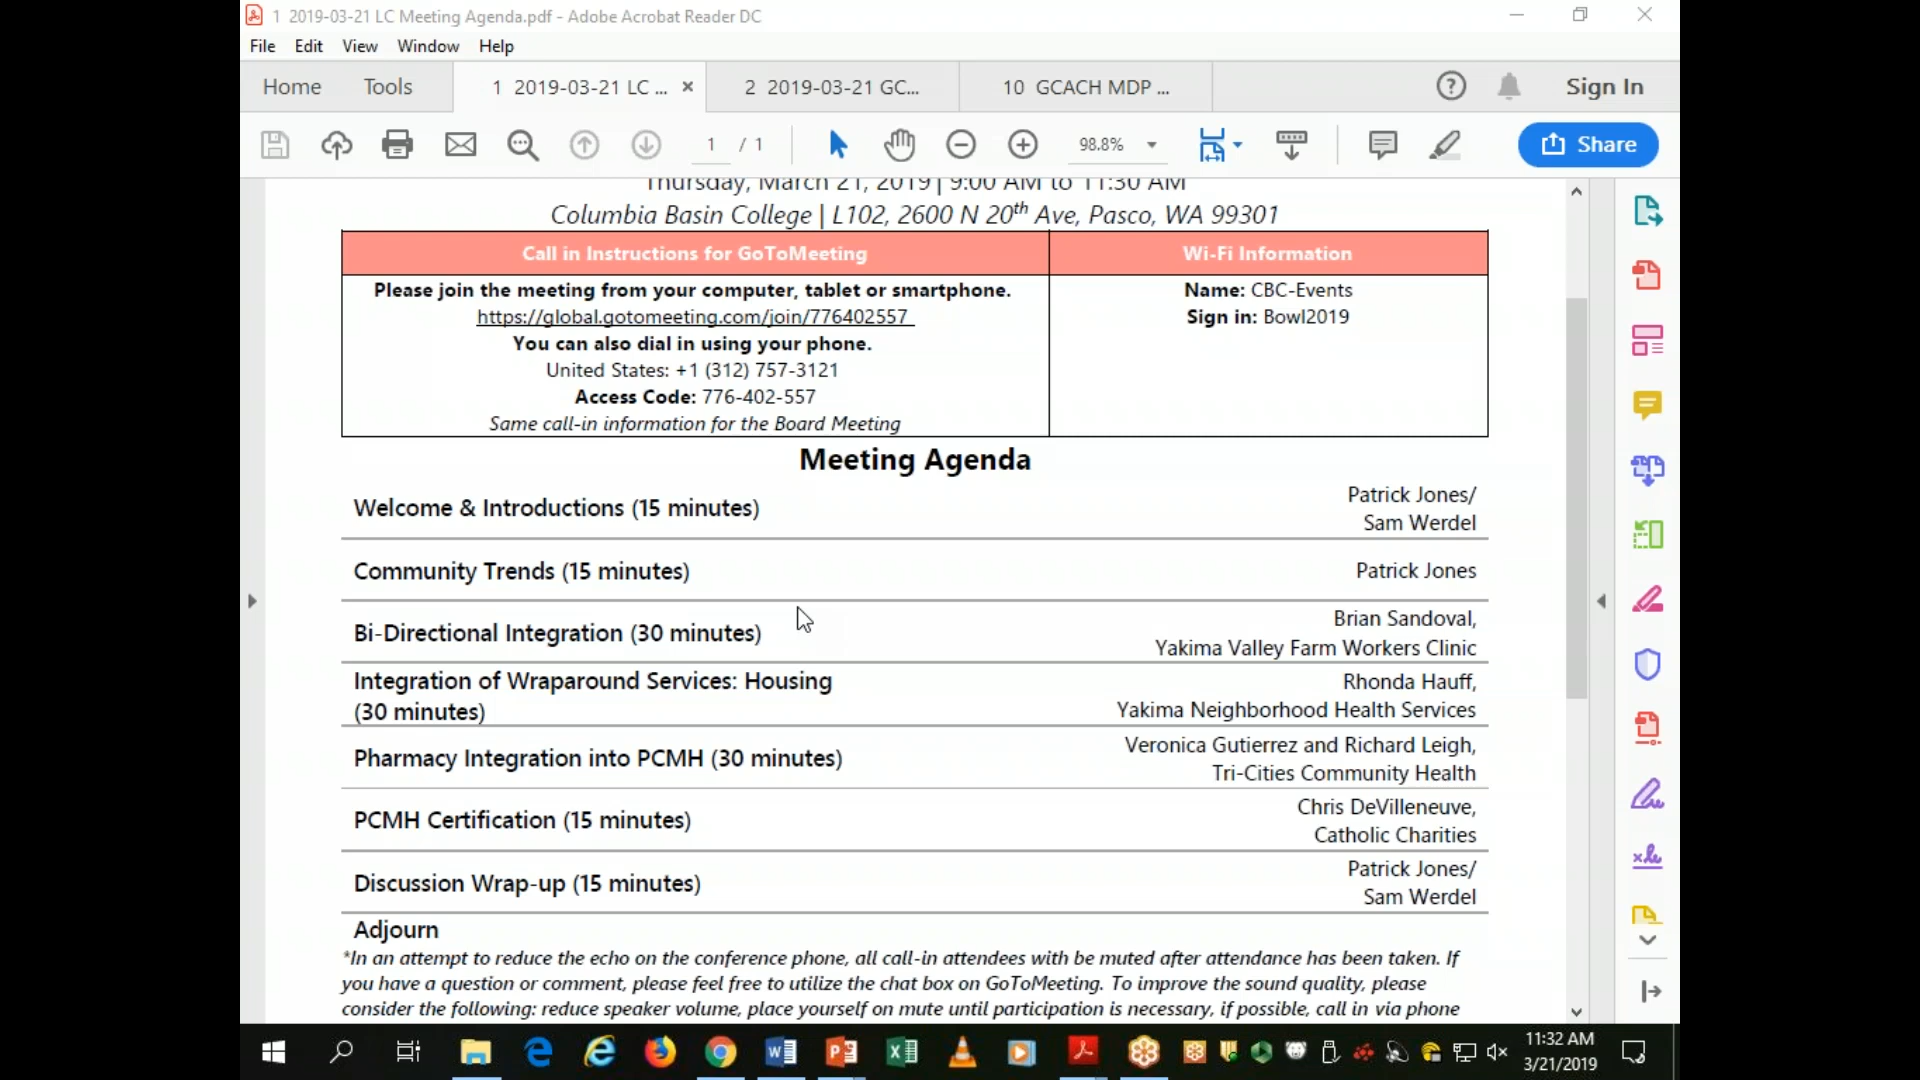 1 2019-03-21 LC Meeting Agenda.pdf - Adobe Acrobat Reader DC
File Edit View Window Help
Home Tools 1 2019-03-21 LC ... × 2 2019-03-21 GC... 10 GCACH MDP ... Sign In
1 / 1 98.8% Share
Thursday, March 21, 2019 | 9:00 AM to 11:30 AM
Columbia Basin College | L102, 2600 N 20th Ave, Pasco, WA 99301
Call in Instructions for GoToMeeting
Please join the meeting from your computer, tablet or smartphone.
https://global.gotomeeting.com/join/776402557
You can also dial in using your phone.
United States: +1 (312) 757-3121
Access Code: 776-402-557
Same call-in information for the Board Meeting
Wi-Fi Information
Name: CBC-Events
Sign in: Bowl2019
Meeting Agenda
Welcome & Introductions (15 minutes)
Patrick Jones/
Sam Werdel
Community Trends (15 minutes)
Patrick Jones
Bi-Directional Integration (30 minutes)
Brian Sandoval,
Yakima Valley Farm Workers Clinic
Integration of Wraparound Services: Housing
(30 minutes)
Rhonda Hauff,
Yakima Neighborhood Health Services
Pharmacy Integration into PCMH (30 minutes)
Veronica Gutierrez and Richard Leigh,
Tri-Cities Community Health
PCMH Certification (15 minutes)
Chris DeVilleneuve,
Catholic Charities
Discussion Wrap-up (15 minutes)
Patrick Jones/
Sam Werdel
Adjourn
*In an attempt to reduce the echo on the conference phone, all call-in attendees with be muted after attendance has been taken. If
you have a question or comment, please feel free to utilize the chat box on GoToMeeting. To improve the sound quality, please
consider the following: reduce speaker volume, place yourself on mute until participation is necessary, if possible, call in via phone
11:32 AM
3/21/2019